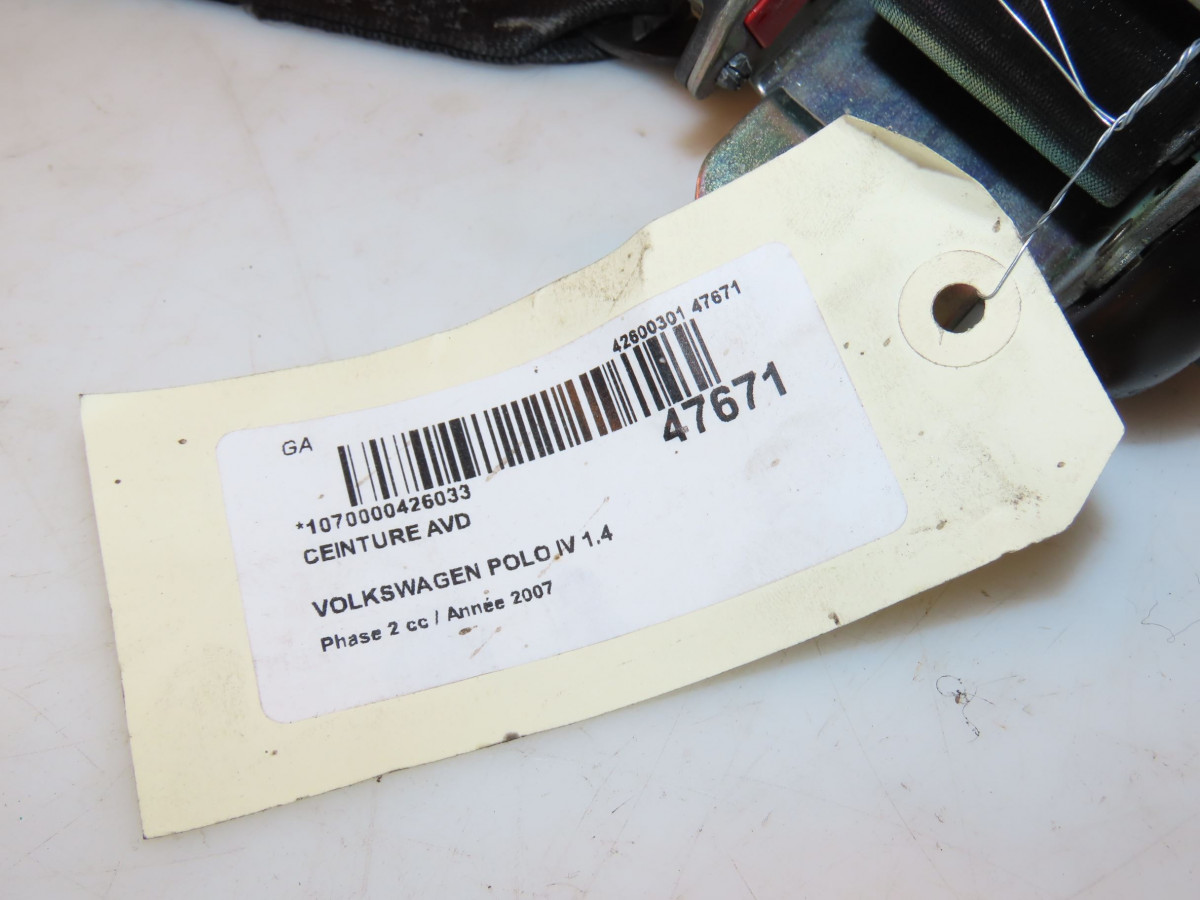 42600301 47671
GA
47671
*1070000426033
CEINTURE AVD
VOLKSWAGEN POLO IV 1.4
Phase 2 cc / Année 2007